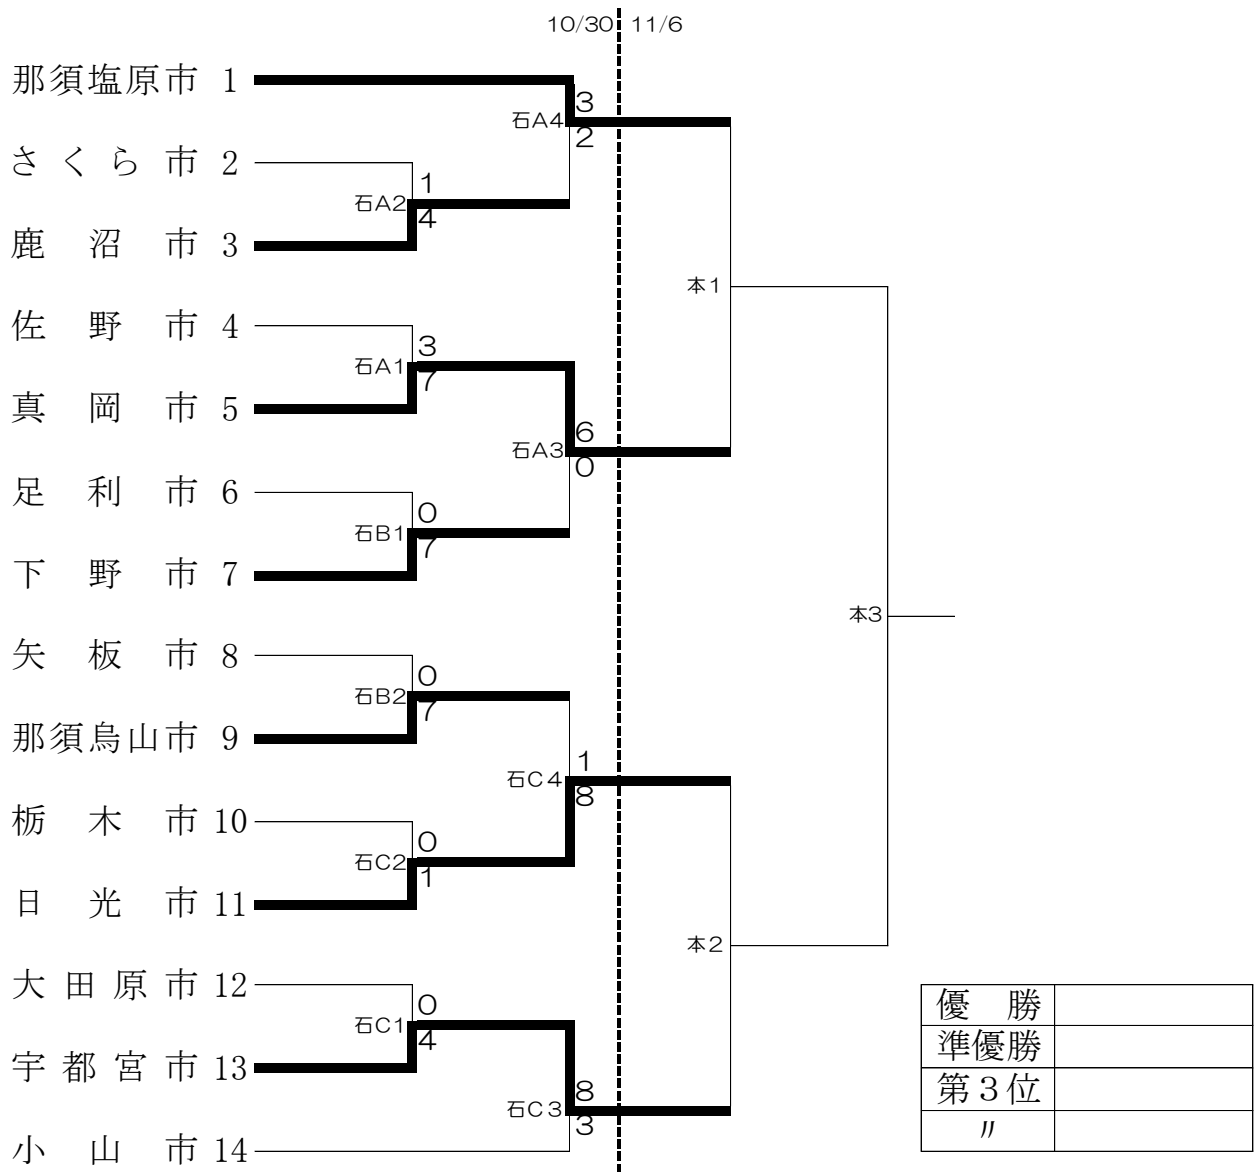 10/30 11/6
那須塩原市 1
石A4
3
2
さくら市 2
石A2
1
4
鹿沼市 3
本1
佐野市 4
石A1
3
7
真岡市 5
石A3
6
0
足利市 6
石B1
0
7
下野市 7
本3
矢板市 8
石B2
0
7
那須烏山市 9
石C4
1
8
栃木市 10
石C2
0
1
日光市 11
本2
大田原市 12
石C1
0
4
宇都宮市 13
石C3
8
3
小山市 14
優勝
準優勝
第3位
〃